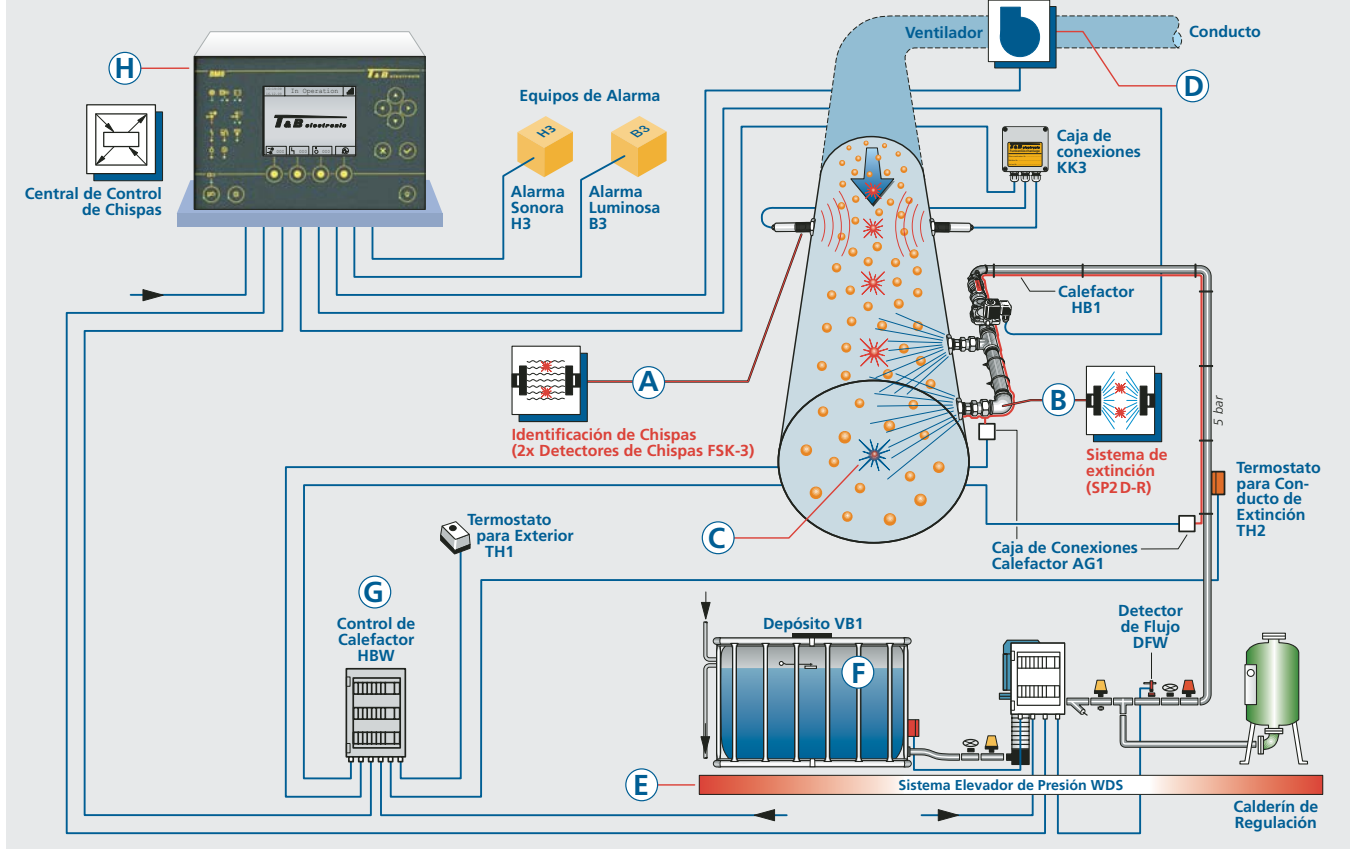 H
BMS
T&B electronic
In Operation
T&B electronic
Central de Control
de Chispas
Equipos de Alarma
H3
B3
Alarma
Sonora
H3
Alarma
Luminosa
B3
Ventilador
Conducto
D
T&B electronic
Caja de
conexiones
KK3
Calefactor
HB1
A
Identificación de Chispas
(2x Detectores de Chispas FSK-3)
B
Sistema de
extinción
(SP2 D-R)
5 bar
Termostato
para Con-
ducto de
Extinción
TH2
C
Caja de Conexiones
Calefactor AG1
Termostato
para Exterior
TH1
G
Control de
Calefactor
HBW
Depósito VB1
F
Detector
de Flujo
DFW
E
Sistema Elevador de Presión WDS
Calderín de
Regulación